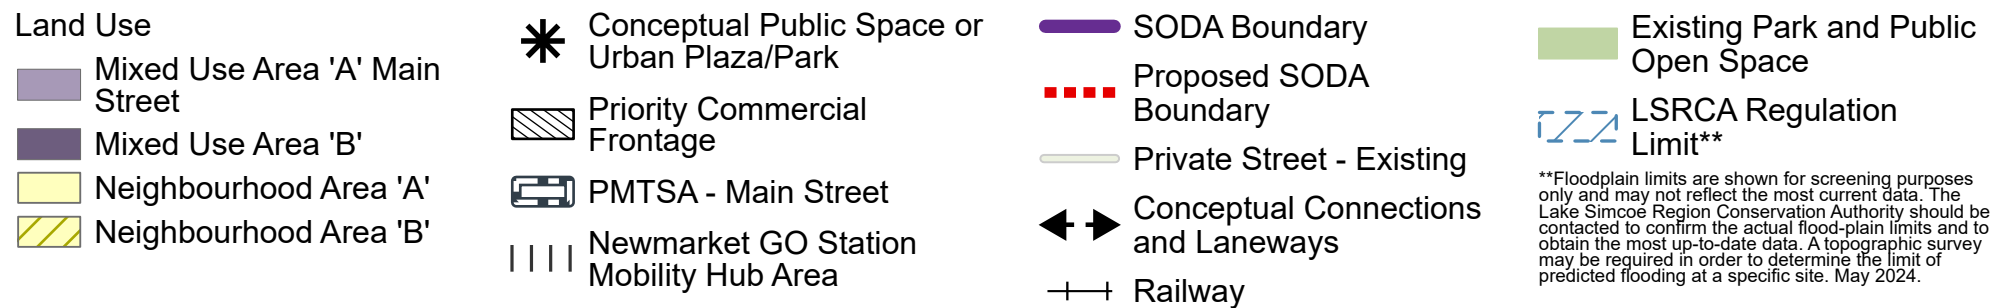 Land Use
Mixed Use Area 'A' Main
Street
Mixed Use Area 'B'
Neighbourhood Area 'A'
Neighbourhood Area 'B'
Conceptual Public Space or
Urban Plaza/Park
Priority Commercial
Frontage
PMTSA - Main Street
Newmarket GO Station
Mobility Hub Area
SODA Boundary
Proposed SODA
Boundary
Private Street - Existing
Conceptual Connections
and Laneways
Railway
Existing Park and Public
Open Space
LSRCA Regulation
Limit**
**Floodplain limits are shown for screening purposes
only and may not reflect the most current data. The
Lake Simcoe Region Conservation Authority should be
contacted to confirm the actual flood-plain limits and to
obtain the most up-to-date data. A topographic survey
may be required in order to determine the limit of
predicted flooding at a specific site. May 2024.